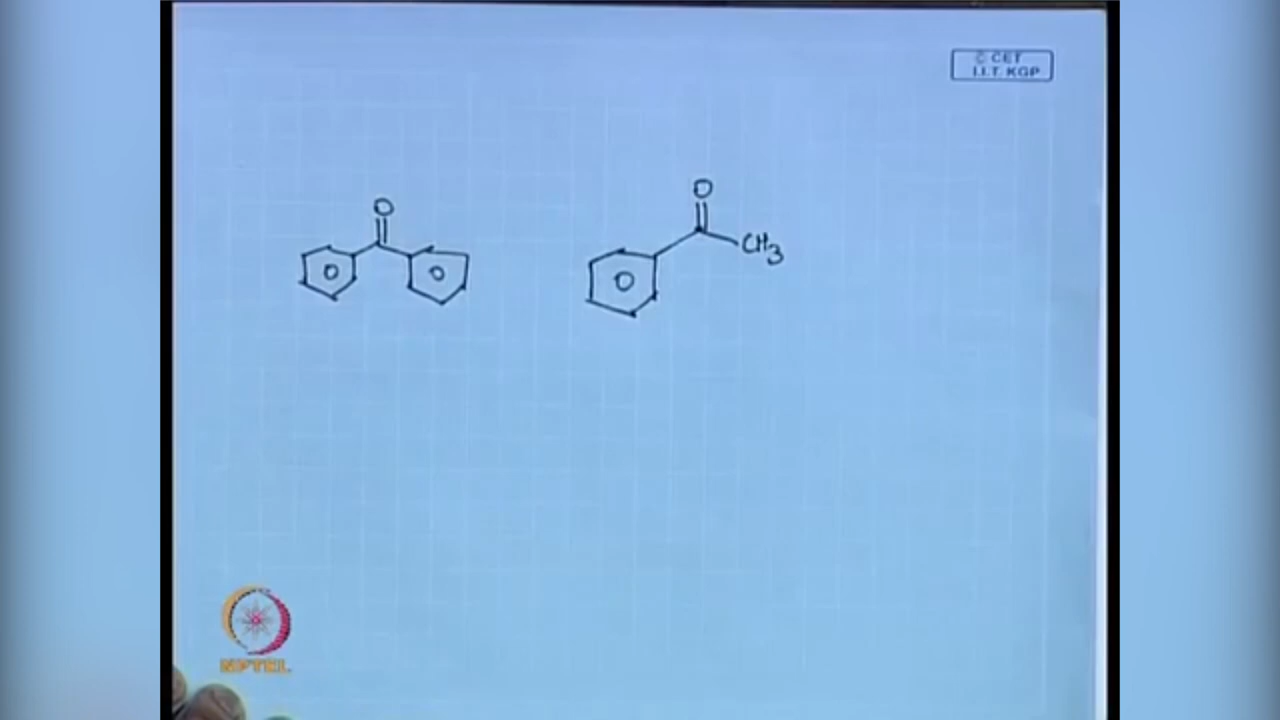 © CET
I.I.T. KGP
O
O
CH3
NPTEL